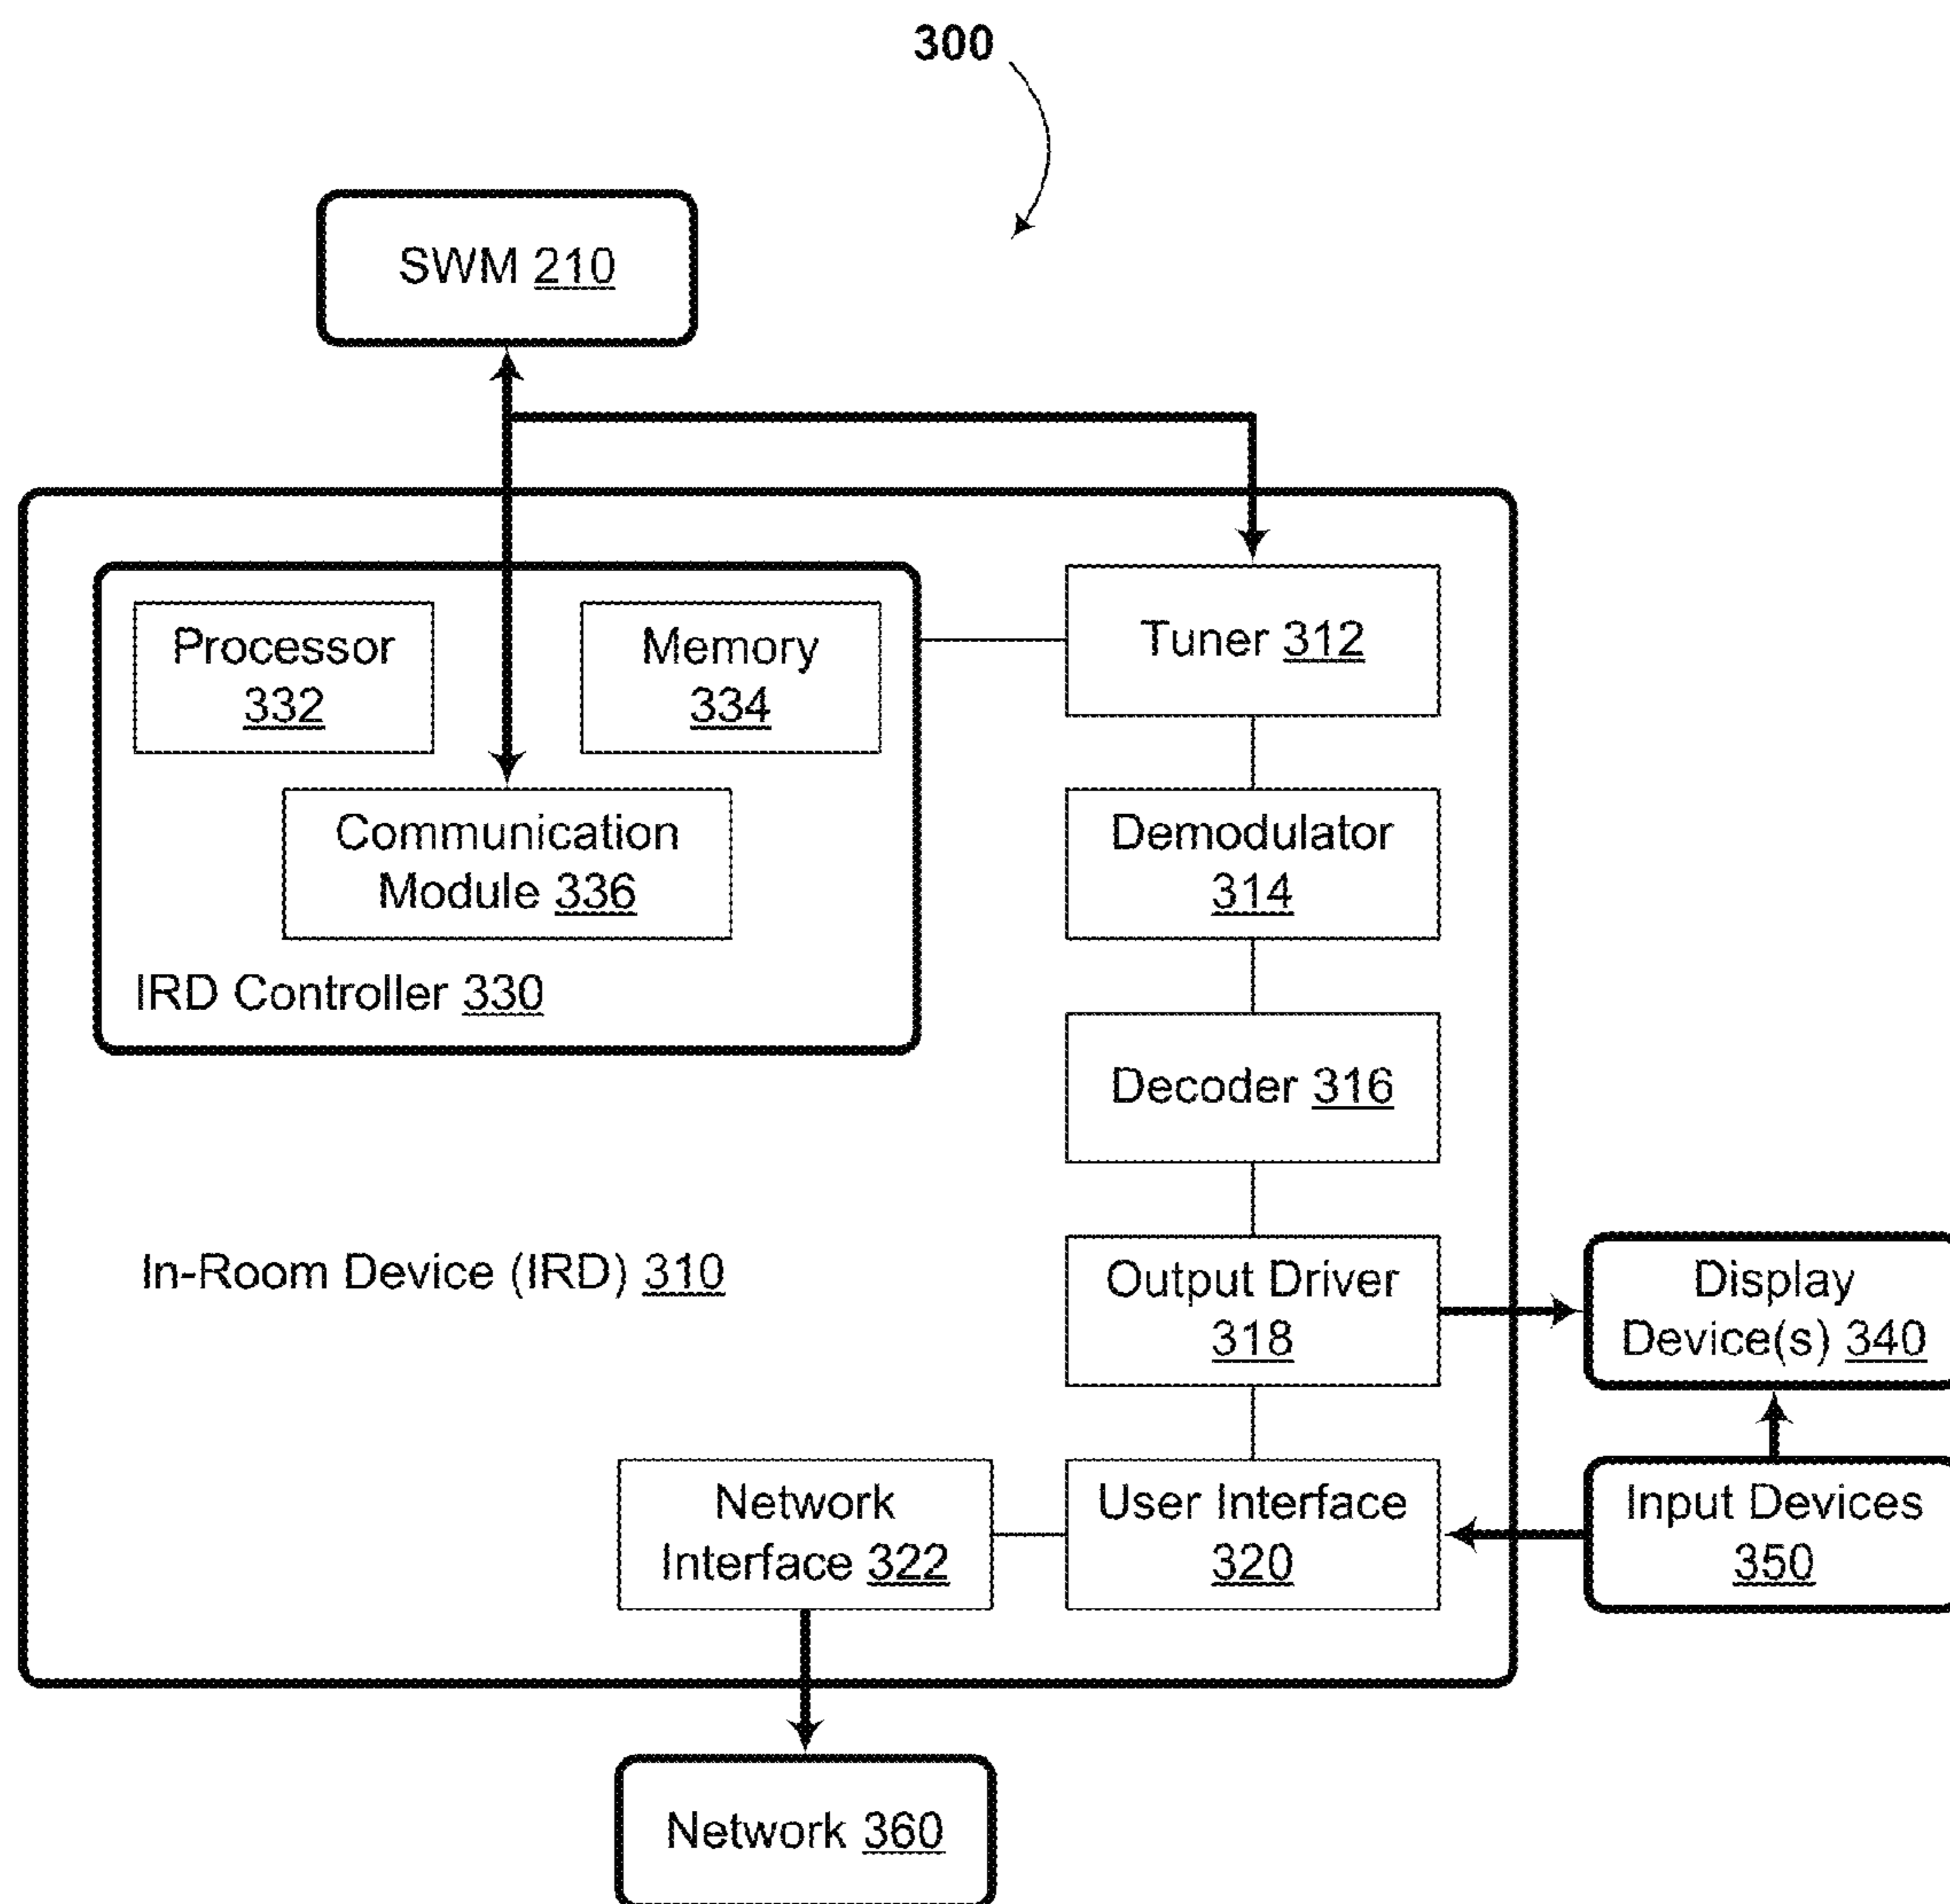 300
SWM 210
Processor
332
Memory
334
Tuner 312
Communication
Module 336
Demodulator
314
IRD Controller 330
Decoder 316
In-Room Device (IRD) 310
Output Driver
318
Display
Device(s) 340
Network
Interface 322
User Interface
320
Input Devices
350
Network 360